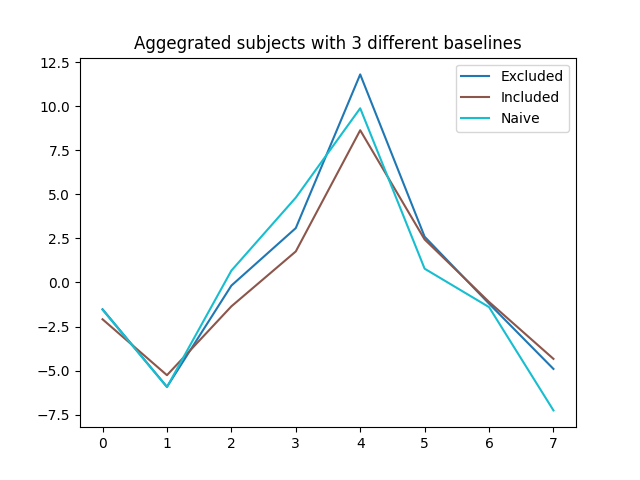 Aggegrated subjects with 3 different baselines
12.5
10.0
7.5
5.0
2.5
0.0
−2.5
−5.0
−7.5
Excluded
Included
Naive
0 1 2 3 4 5 6 7